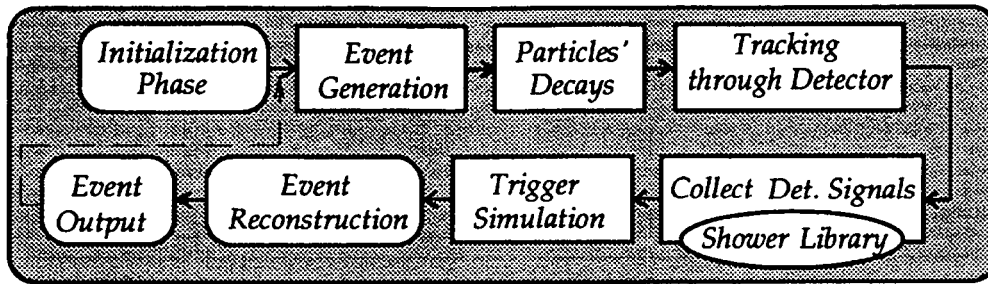 Initialization
Phase
Event
Generation
Particles'
Decays
Tracking
through Detector
Collect Det. Signals
Shower Library
Trigger
Simulation
Event
Reconstruction
Event
Output